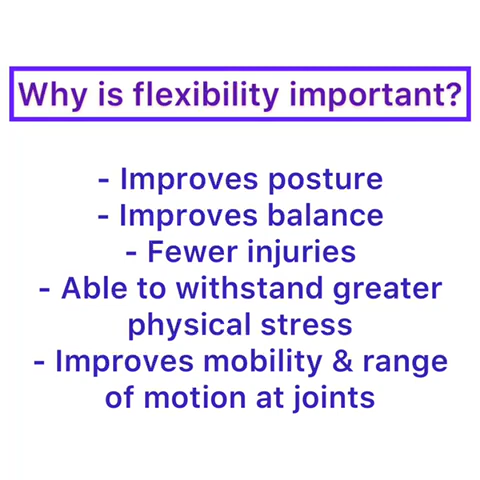 Why is flexibility important?
- Improves posture
- Improves balance
- Fewer injuries
- Able to withstand greater
physical stress
- Improves mobility & range
of motion at joints